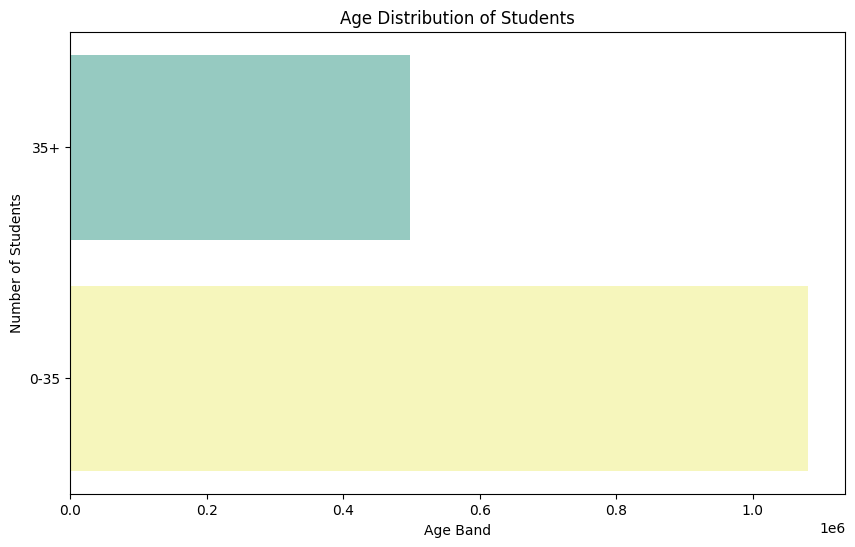 Age Distribution of Students
Number of Students
35+
0-35
0.0 0.2 0.4 0.6 0.8 1.0
1e6
Age Band